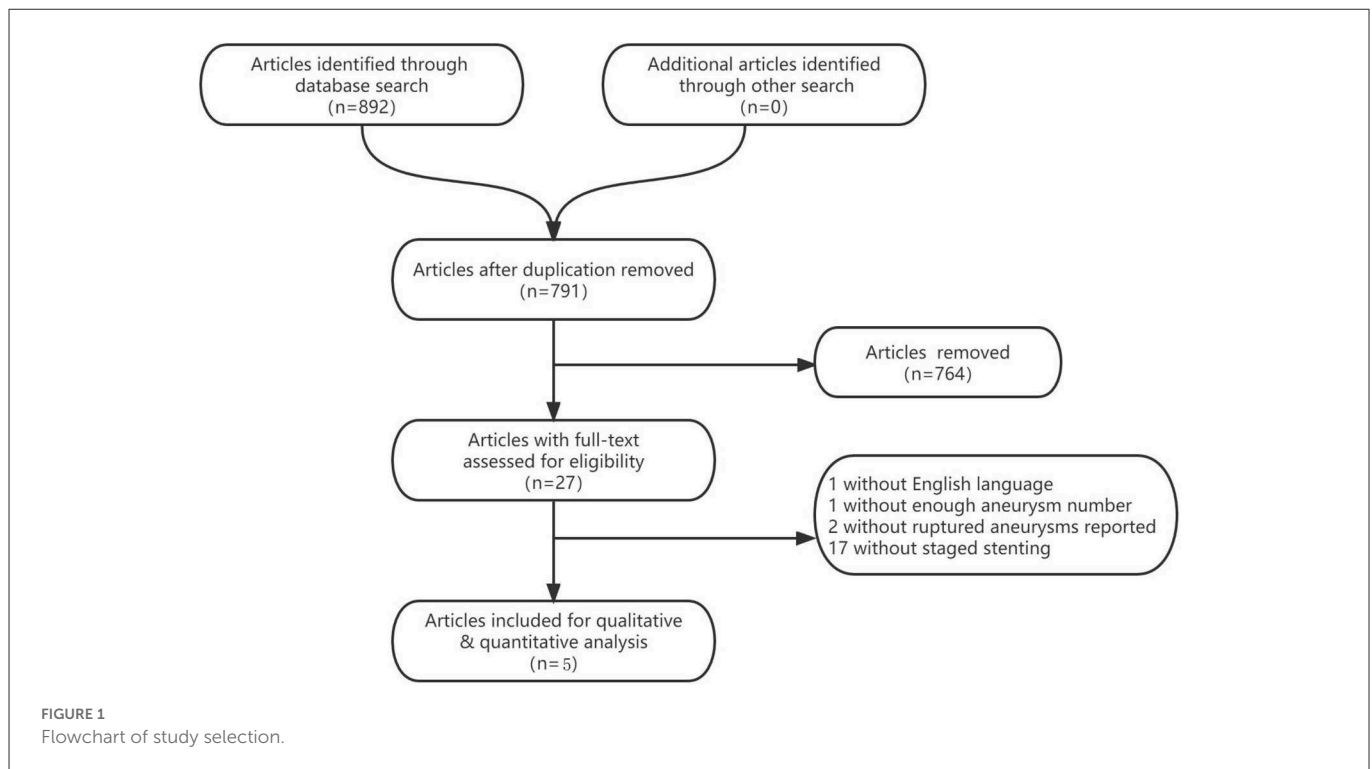 Articles identified through
database search
(n=892)
Additional articles identified
through other search
(n=0)
Articles after duplication removed
(n=791)
Articles removed
(n=764)
Articles with full-text
assessed for eligibility
(n=27)
1 without English language
1 without enough aneurysm number
2 without ruptured aneurysms reported
17 without staged stenting
Articles included for qualitative
& quantitative analysis
(n=5)
FIGURE 1
Flowchart of study selection.